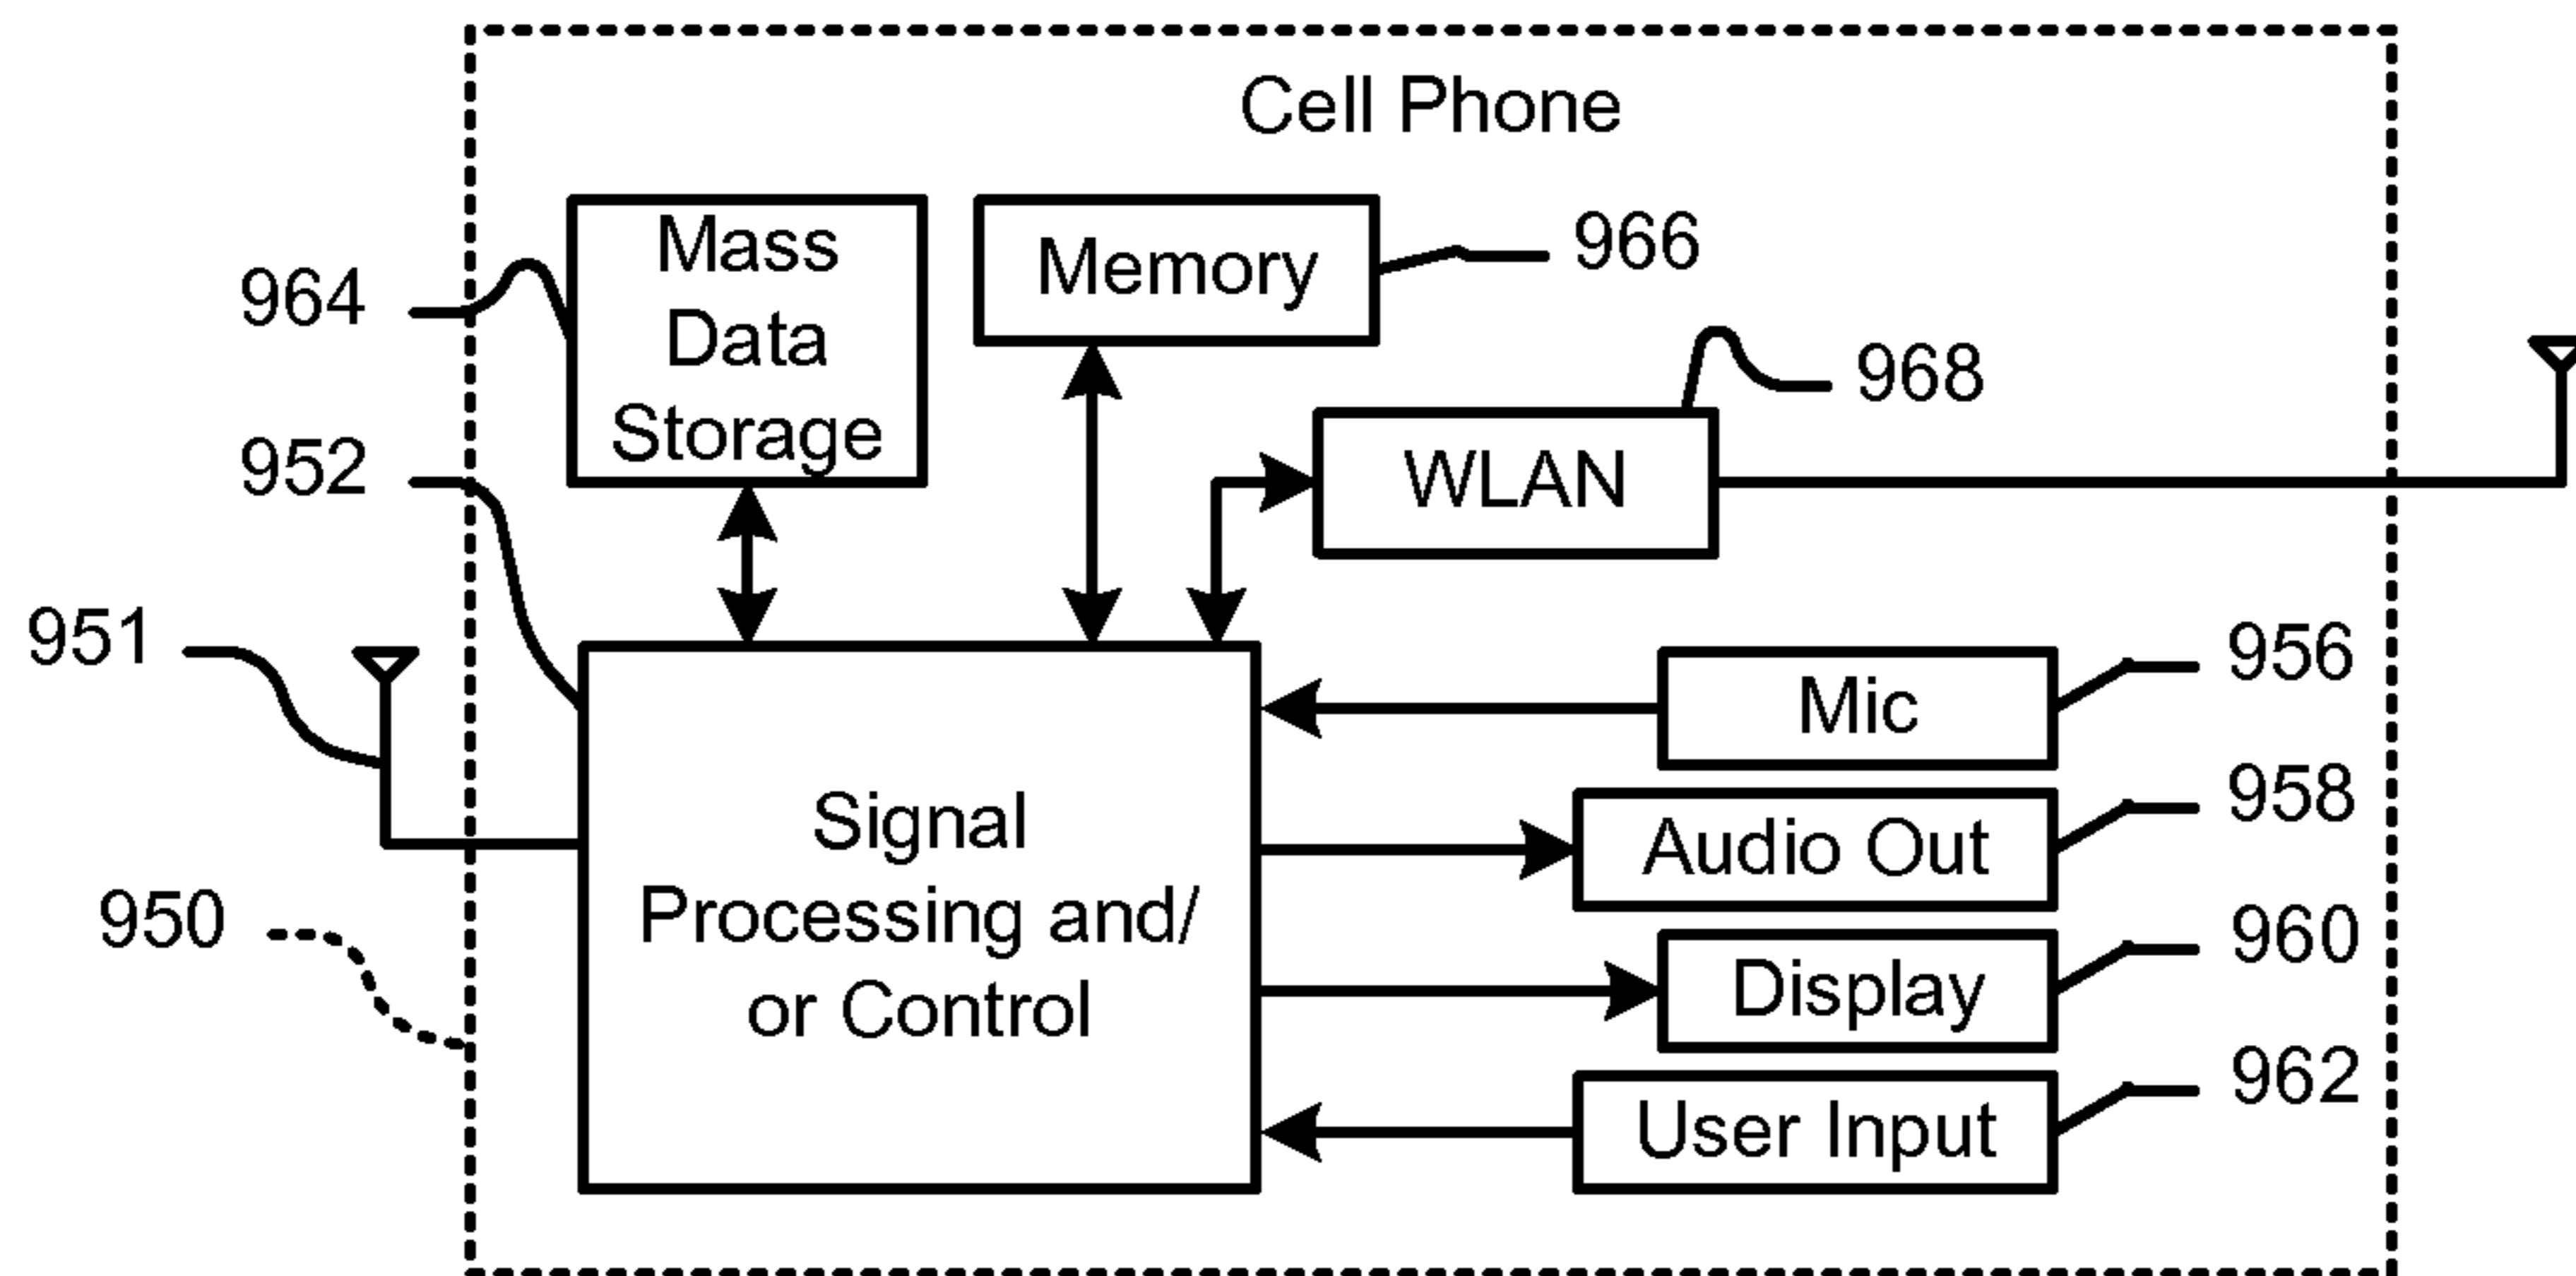 Cell Phone
Mass
Data
Storage
Memory
966
964
968
952
WLAN
951
Mic
956
Signal
Processing and/
or Control
Audio Out
958
950
Display
960
User Input
962